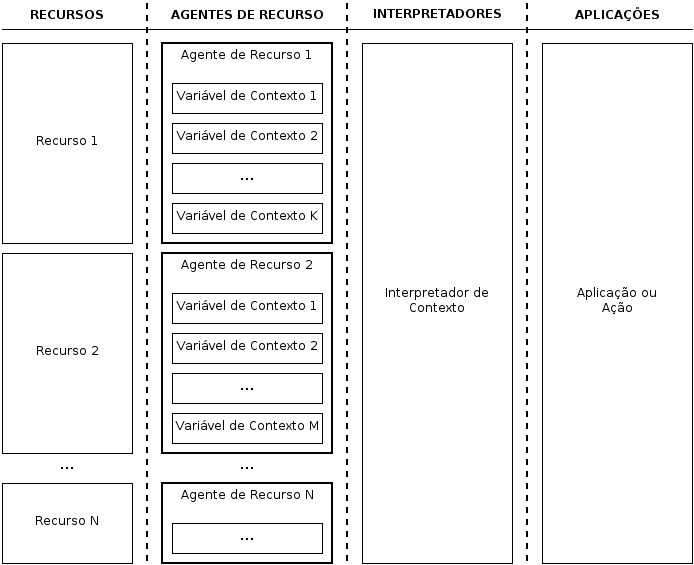 RECURSOS
AGENTES DE RECURSO
INTERPRETADORES
APLICAÇÕES
Recurso 1
Agente de Recurso 1
Variável de Contexto 1
Variável de Contexto 2
...
Variável de Contexto K
Recurso 2
Agente de Recurso 2
Variável de Contexto 1
Variável de Contexto 2
...
Variável de Contexto M
...
...
Recurso N
Agente de Recurso N
...
Interpretador de
Contexto
Aplicação ou
Ação